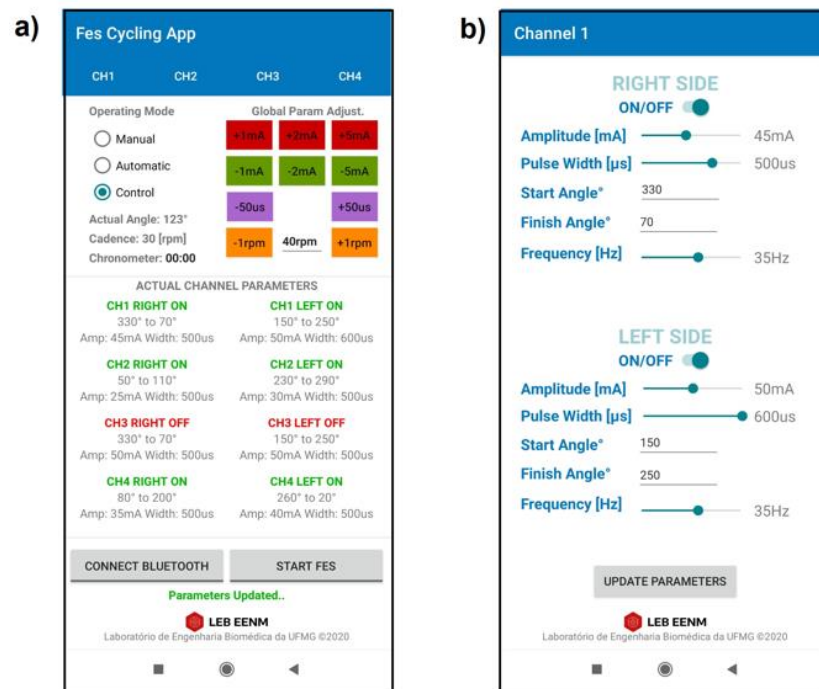 a)
Fes Cycling App
CH1 CH2 CH3 CH4
Operating Mode Global Param Adjust.
Manual +1mA +2mA +5mA
Automatic -1mA -2mA -5mA
Control -50us +50us
Actual Angle: 123°
Cadence: 30 [rpm] -1rpm 40rpm +1rpm
Chronometer: 00:00
ACTUAL CHANNEL PARAMETERS
CH1 RIGHT ON CH1 LEFT ON
330° to 70° 150° to 250°
Amp: 45mA Width: 500us Amp: 50mA Width: 600us
CH2 RIGHT ON CH2 LEFT ON
50° to 110° 230° to 290°
Amp: 25mA Width: 500us Amp: 30mA Width: 500us
CH3 RIGHT OFF CH3 LEFT OFF
330° to 70° 150° to 250°
Amp: 50mA Width: 500us Amp: 50mA Width: 500us
CH4 RIGHT ON CH4 LEFT ON
80° to 200° 260° to 20°
Amp: 35mA Width: 500us Amp: 40mA Width: 500us
CONNECT BLUETOOTH START FES
Parameters Updated..
LEB EENM
Laboratório de Engenharia Biomédica da UFMG ©2020
b)
Channel 1
RIGHT SIDE
ON/OFF
Amplitude [mA] 45mA
Pulse Width [µs] 500us
Start Angle° 330
Finish Angle° 70
Frequency [Hz] 35Hz
LEFT SIDE
ON/OFF
Amplitude [mA] 50mA
Pulse Width [µs] 600us
Start Angle° 150
Finish Angle° 250
Frequency [Hz] 35Hz
UPDATE PARAMETERS
LEB EENM
Laboratório de Engenharia Biomédica da UFMG ©2020